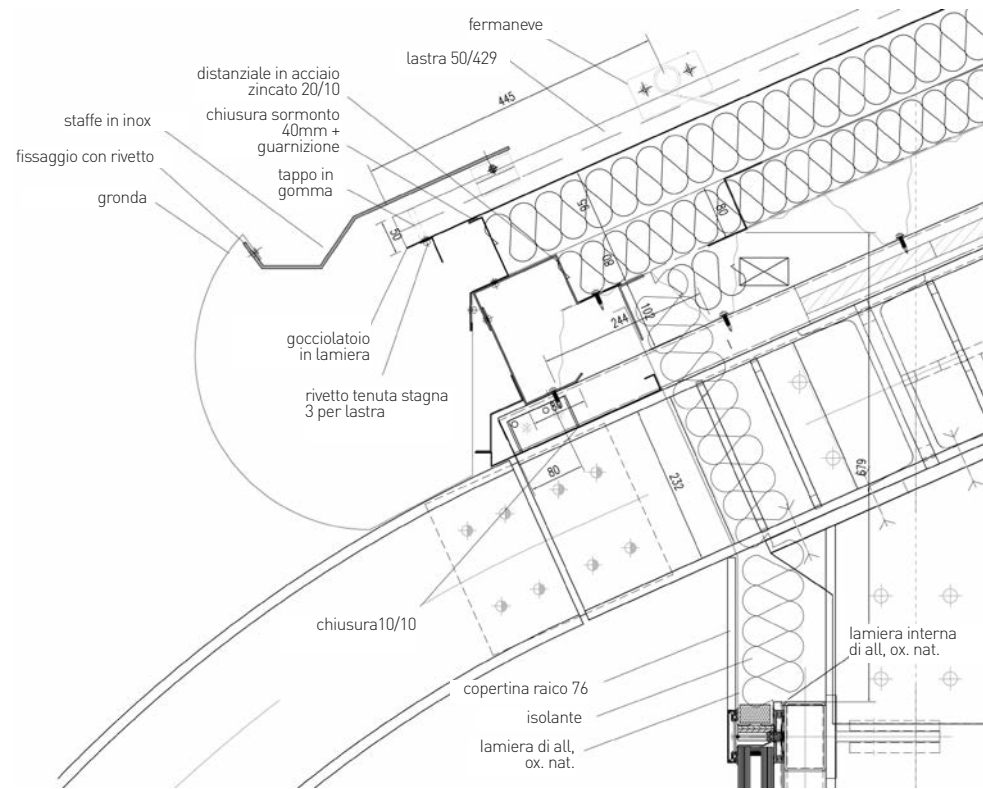 fermaneve
lastra 50/429
distanziale in acciaio
zincato 20/10
chiusura sormonto
40mm +
guarnizione
staffe in inox
fissaggio con rivetto
tappo in
gomma
gronda
445
50
95
80
80
102
244
gocciolatoio
in lamiera
rivetto tenuta stagna
3 per lastra
80
232
679
chiusura10/10
lamiera interna
di all, ox. nat.
copertina raico 76
isolante
lamiera di all,
ox. nat.